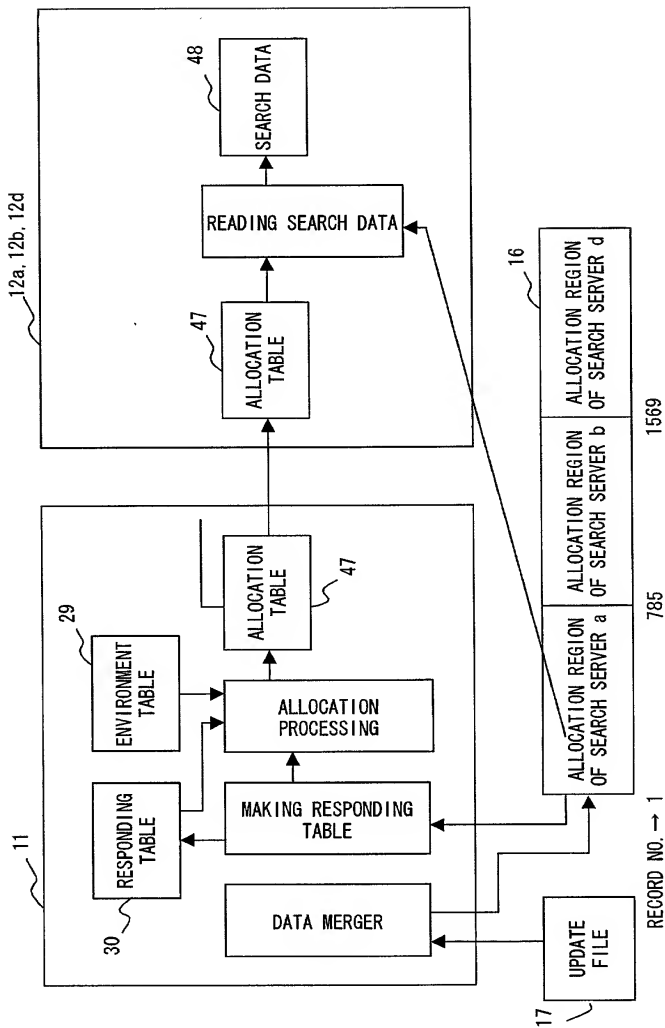 12a, 12b, 12d
48
SEARCH DATA
READING SEARCH DATA
47
ALLOCATION
TABLE
11
29
ENVIRONMENT
TABLE
ALLOCATION
TABLE
47
RESPONDING
TABLE
30
ALLOCATION
PROCESSING
MAKING RESPONDING
TABLE
DATA MERGER
16
ALLOCATION REGION
OF SEARCH SERVER a
ALLOCATION REGION
OF SEARCH SERVER b
ALLOCATION REGION
OF SEARCH SERVER d
UPDATE
FILE
17
RECORD NO. → 1
785
1569